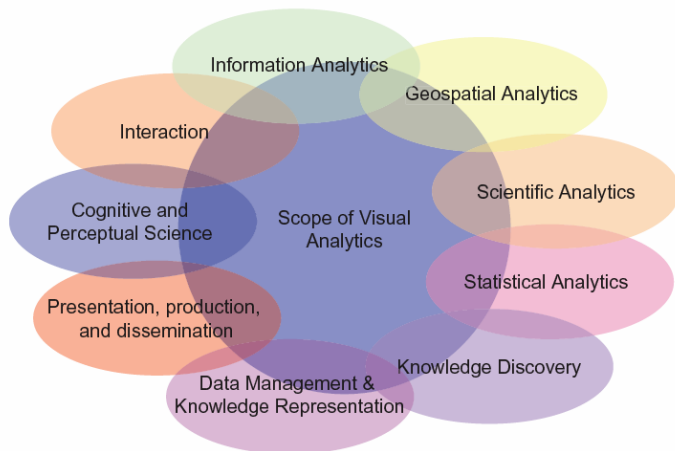 Information Analytics
Geospatial Analytics
Interaction
Scientific Analytics
Cognitive and
Perceptual Science
Scope of Visual
Analytics
Statistical Analytics
Presentation, production,
and dissemination
Knowledge Discovery
Data Management &
Knowledge Representation